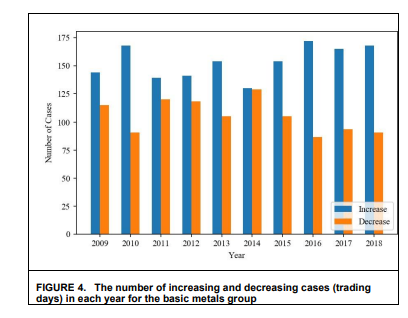 175
150
125
100
75
50
25
0
Number of Cases
2009 2010 2011 2012 2013 2014 2015 2016 2017 2018
Year
Increase
Decrease
FIGURE 4. The number of increasing and decreasing cases (trading
days) in each year for the basic metals group